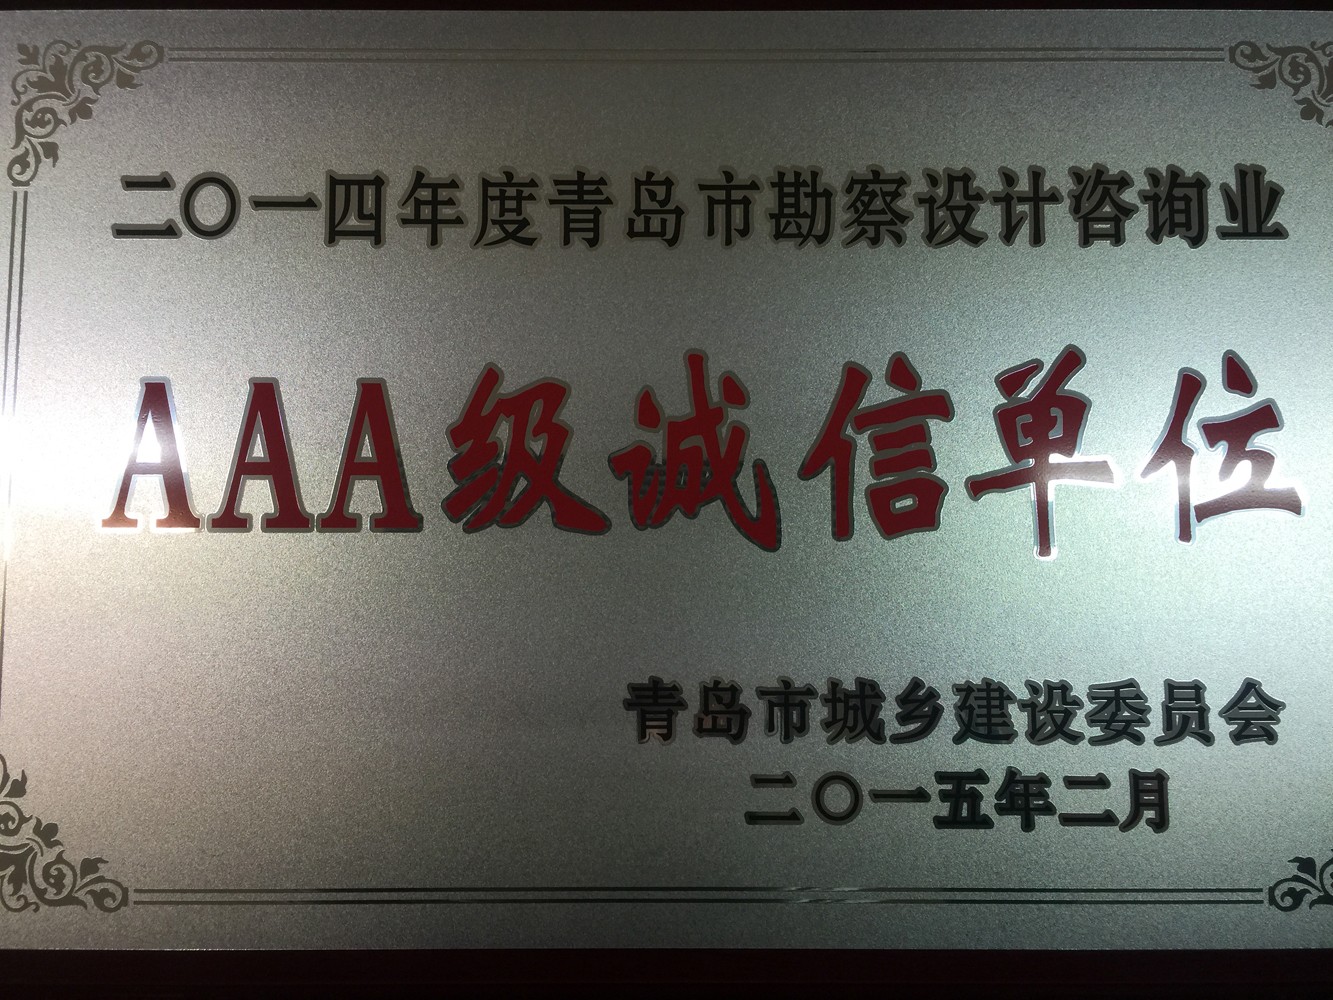 二〇一四年度青岛市勘察设计咨询业
AAA级诚信单位
青岛市城乡建设委员会
二〇一五年二月